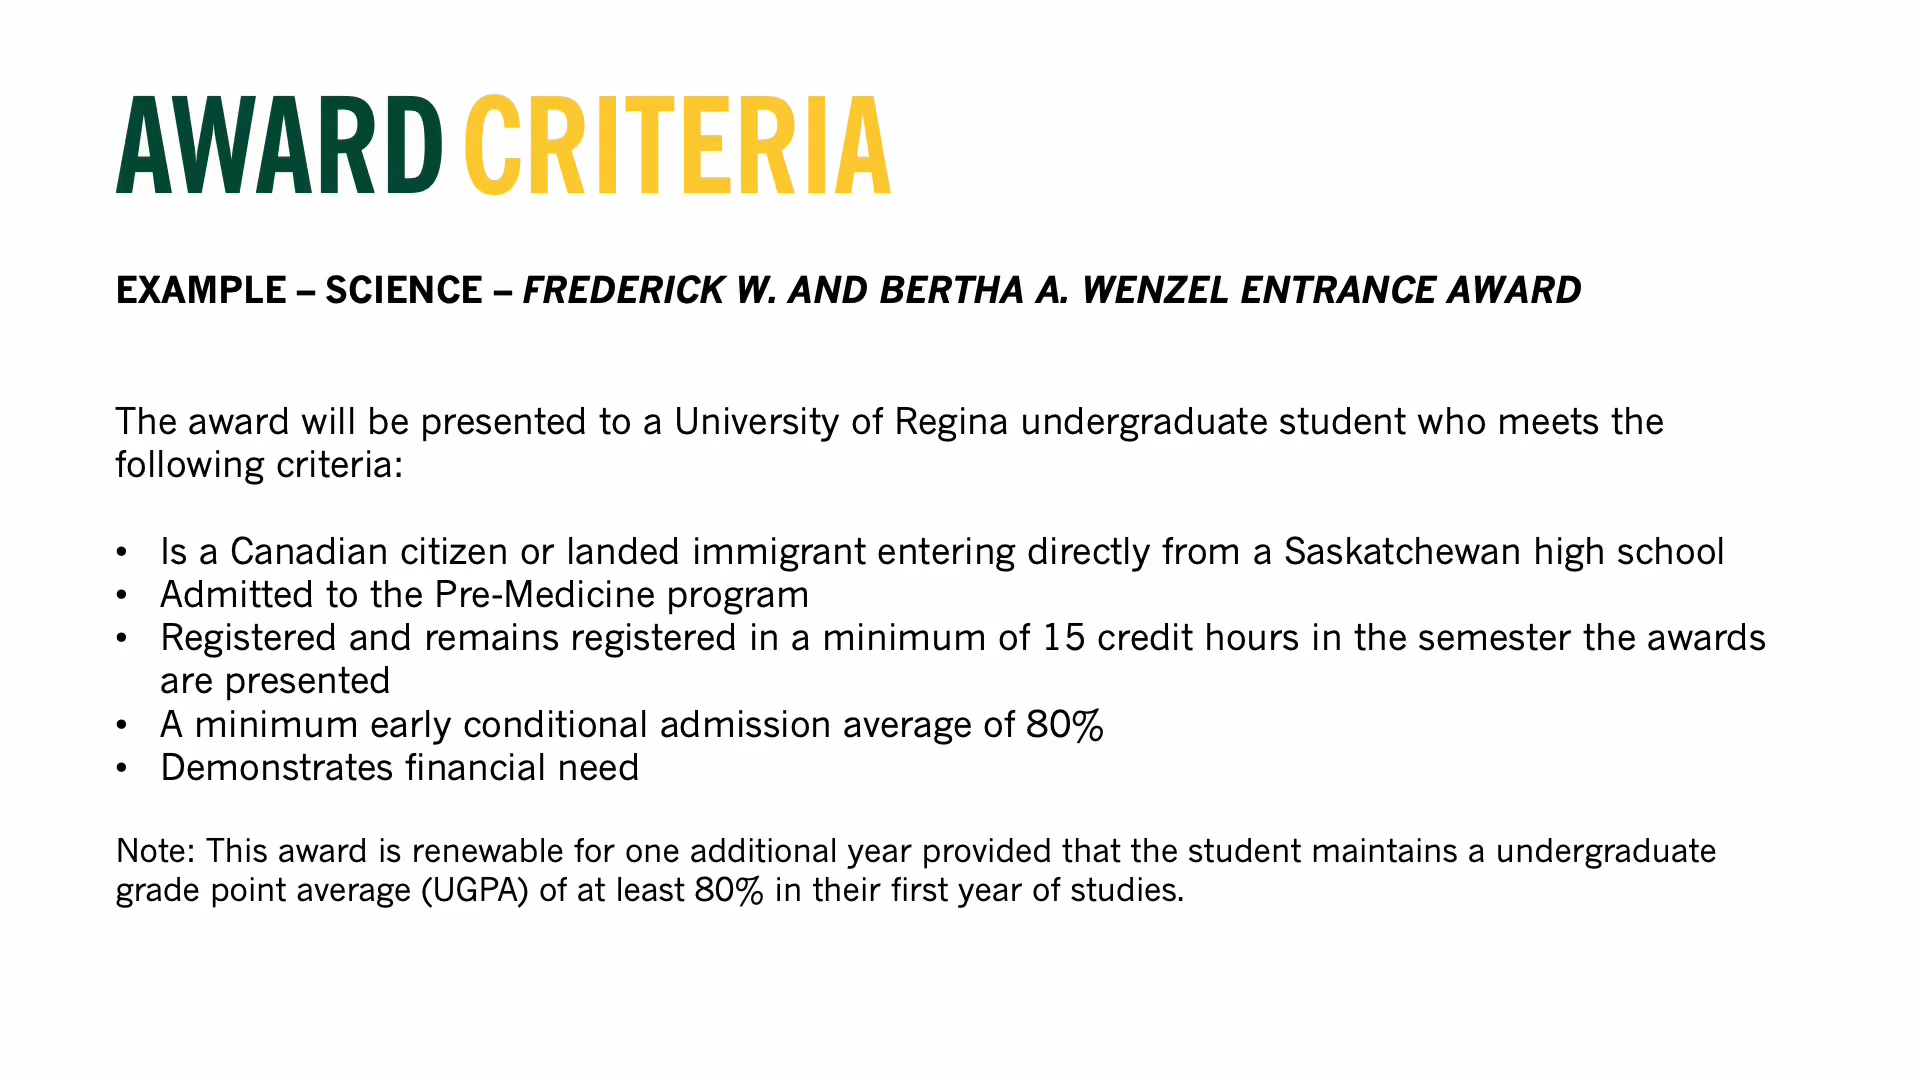 AWARD CRITERIA
EXAMPLE – SCIENCE – FREDERICK W. AND BERTHA A. WENZEL ENTRANCE AWARD
The award will be presented to a University of Regina undergraduate student who meets the
following criteria:
• Is a Canadian citizen or landed immigrant entering directly from a Saskatchewan high school
• Admitted to the Pre-Medicine program
• Registered and remains registered in a minimum of 15 credit hours in the semester the awards
are presented
• A minimum early conditional admission average of 80%
• Demonstrates financial need
Note: This award is renewable for one additional year provided that the student maintains a undergraduate
grade point average (UGPA) of at least 80% in their first year of studies.